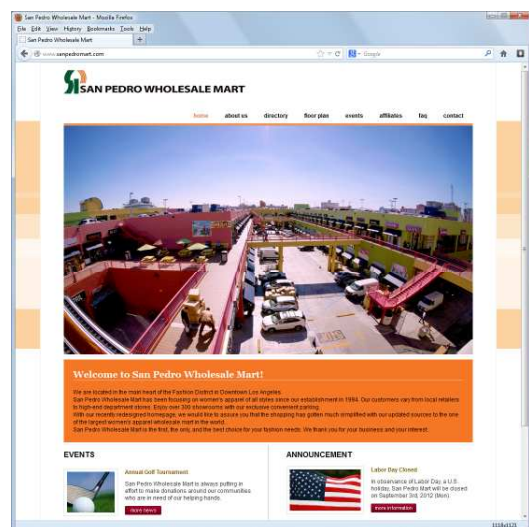 San Pedro Wholesale Mart - Mozilla Firefox
File Edit View History Bookmarks Tools Help
San Pedro Wholesale Mart
www.sanpedromart.com
Google
SAN PEDRO WHOLESALE MART
home about us directory floor plan events affiliates faq contact
Welcome to San Pedro Wholesale Mart!
We are located in the main heart of the Fashion District in Downtown Los Angeles.
San Pedro Wholesale Mart has been focusing on women's apparel of all styles since our establishment in 1994. Our customers vary from local retailers
to high-end department stores. Enjoy over 300 showrooms with our exclusive convenient parking.
With our recently redesigned homepage, we would like to assure you that the shopping has gotten much simplified with our updated sources to the one
of the largest women's apparel wholesale mart in the world.
San Pedro Wholesale Mart is the first, the only, and the best choice for your fashion needs. We thank you for your business and your interest.
EVENTS
Annual Golf Tournament
San Pedro Wholesale Mart is always putting in
effort to make donations around our communities
who are in need of our helping hands.
more news
ANNOUNCEMENT
Labor Day Closed
In observance of Labor Day, a U.S.
holiday, San Pedro Mart will be closed
on September 3rd, 2012 (Mon).
more information